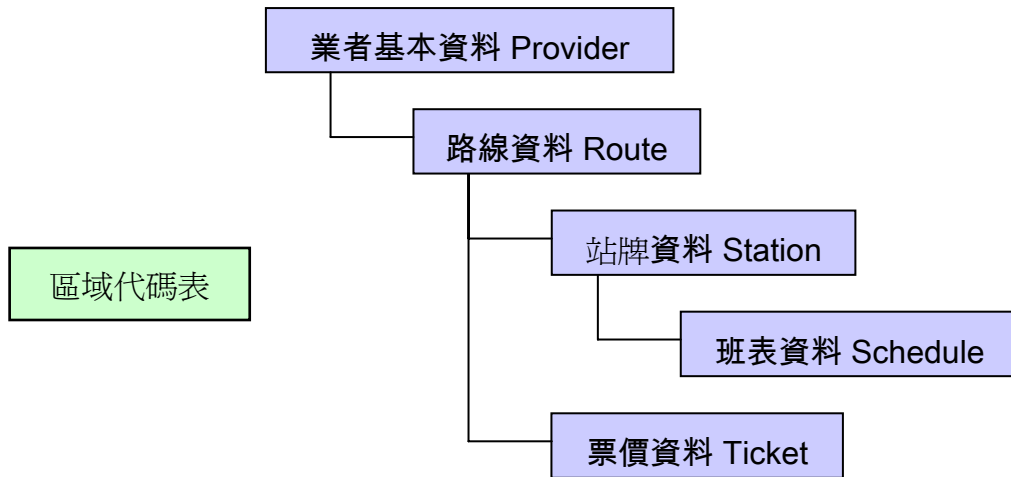 業者基本資料 Provider
路線資料 Route
站牌資料 Station
區域代碼表
班表資料 Schedule
票價資料 Ticket